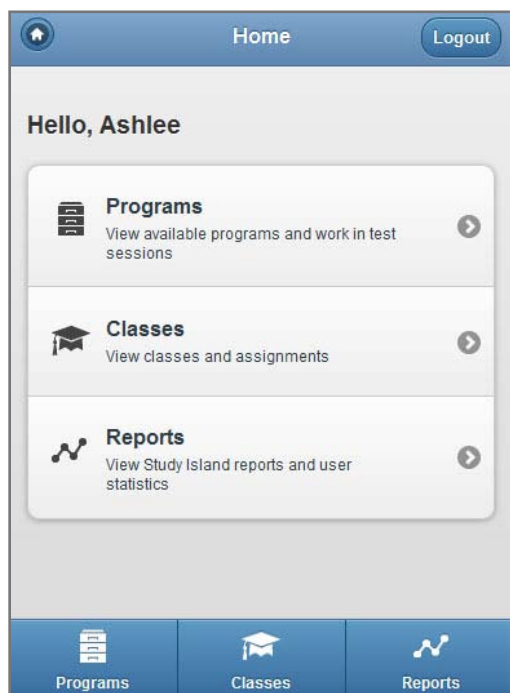 Home
Logout
Hello, Ashlee
Programs
View available programs and work in test
sessions
Classes
View classes and assignments
Reports
View Study Island reports and user
statistics
Programs
Classes
Reports